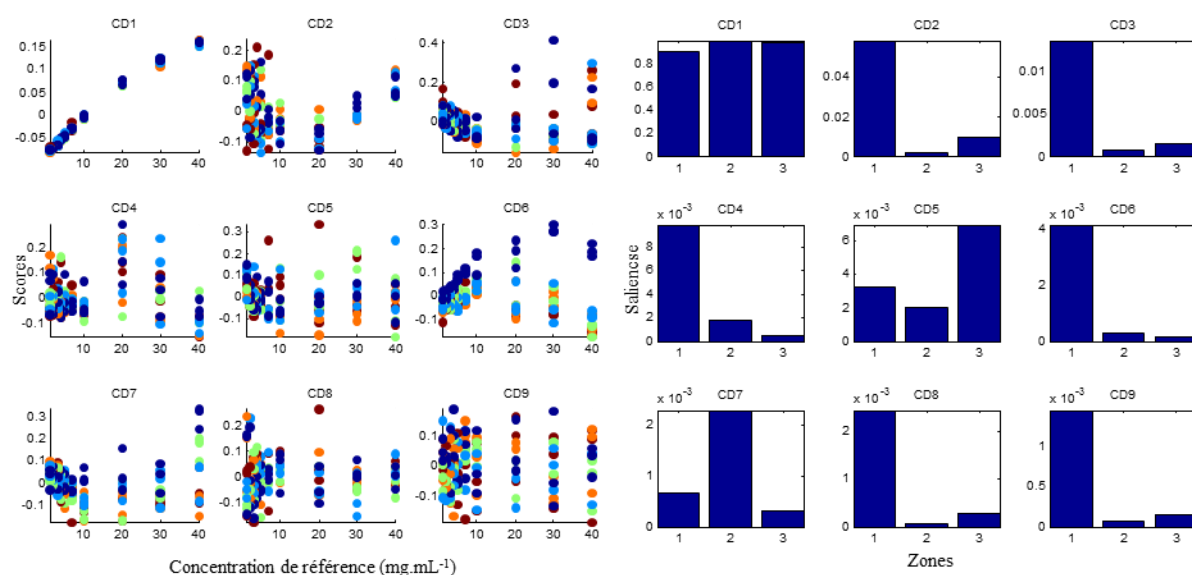 CD1
0.15
0.1
0.05
0
-0.05
10 20 30 40
CD2
0.2
0.1
0
-0.1
10 20 30 40
CD3
0.4
0.2
0
10 20 30 40
CD4
0.2
0.1
0
-0.1
10 20 30 40
CD5
0.3
0.2
0.1
0
-0.1
10 20 30 40
CD6
0.3
0.2
0.1
0
-0.1
10 20 30 40
CD7
0.3
0.2
0.1
0
-0.1
10 20 30 40
CD8
0.2
0.1
0
-0.1
10 20 30 40
CD9
0.2
0.1
0
-0.1
10 20 30 40
Scores
Concentration de référence (mg.mL-1)
CD1
0.8
0.6
0.4
0.2
0
1 2 3
CD2
0.04
0.02
0
1 2 3
CD3
0.01
0.005
0
1 2 3
x 10-3 CD4
8
6
4
2
0
1 2 3
x 10-3 CD5
6
4
2
0
1 2 3
x 10-3 CD6
4
2
0
1 2 3
x 10-3 CD7
2
1
0
1 2 3
x 10-3 CD8
2
1
0
1 2 3
x 10-3 CD9
1
0.5
0
1 2 3
Saliencse
Zones